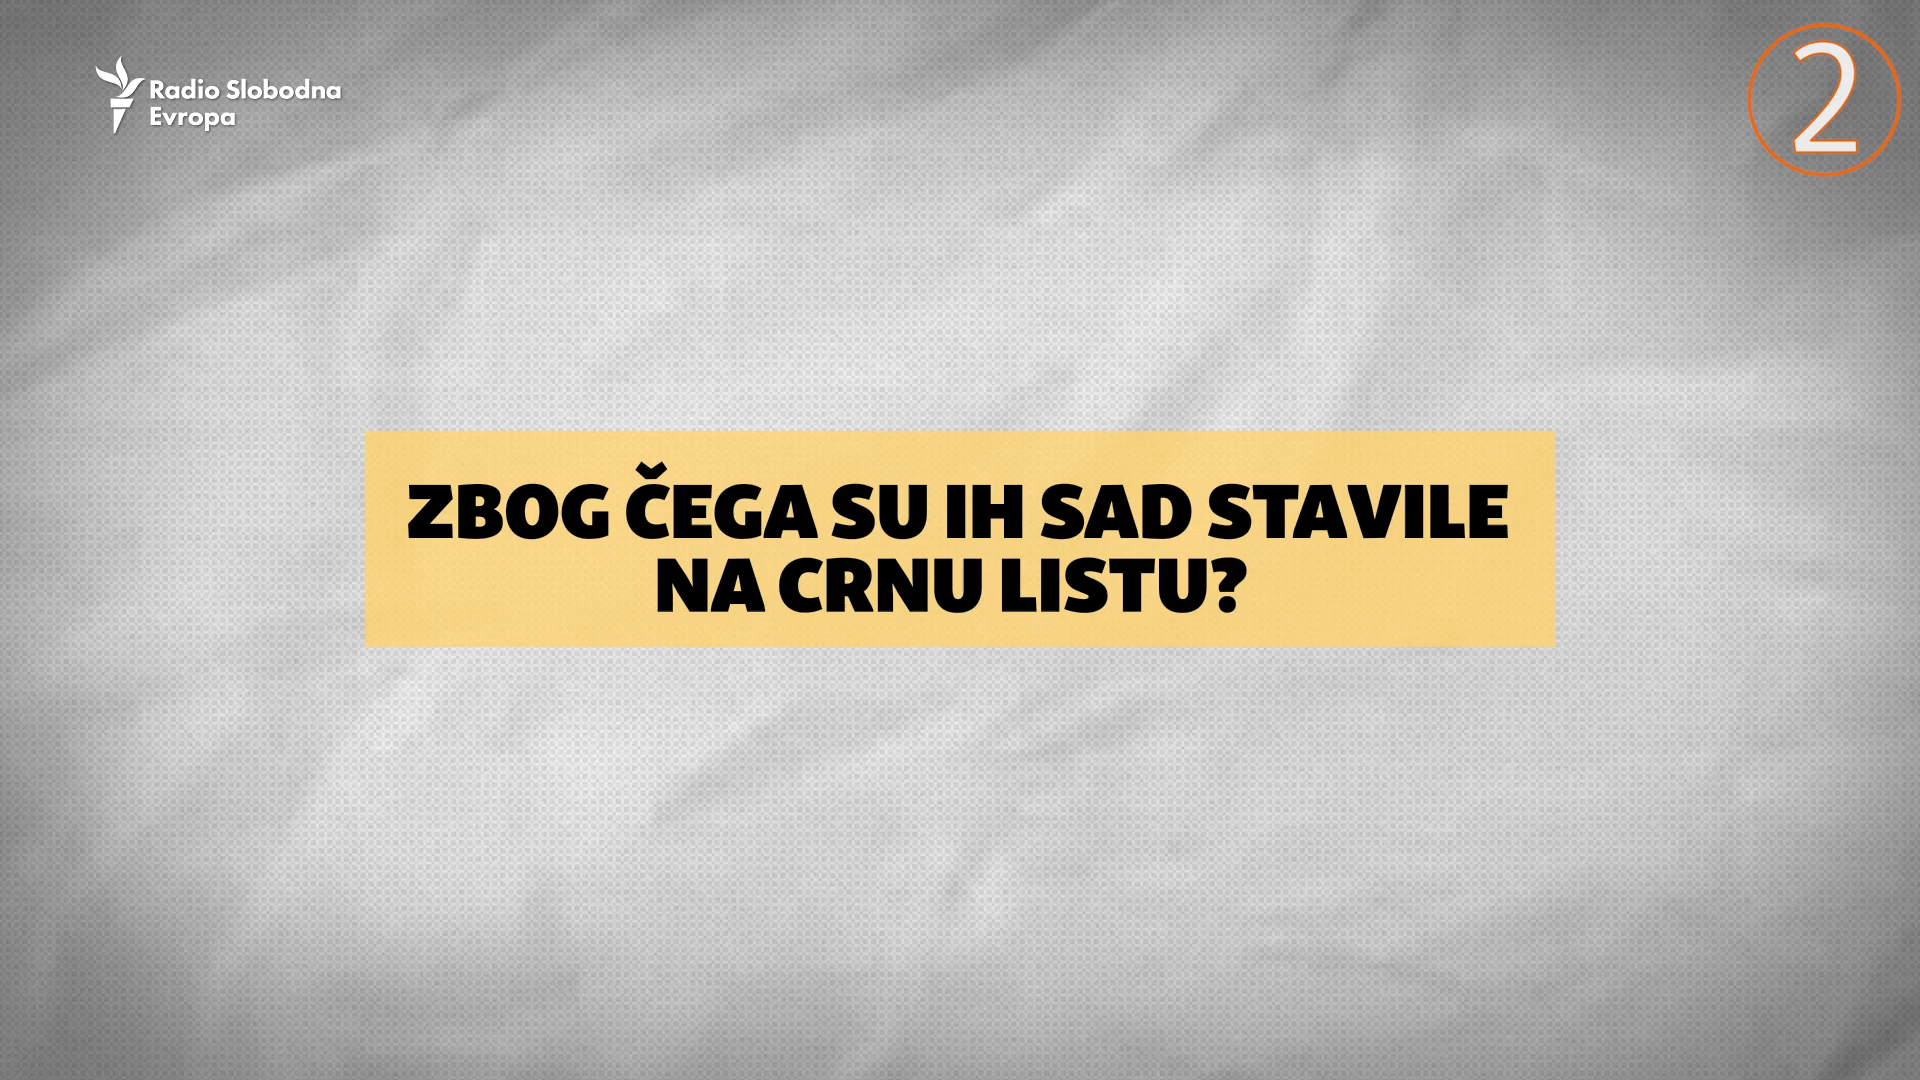 Radio Slobodna
Evropa
2
ZBOG ČEGA SU IH SAD STAVILE
NA CRNU LISTU?